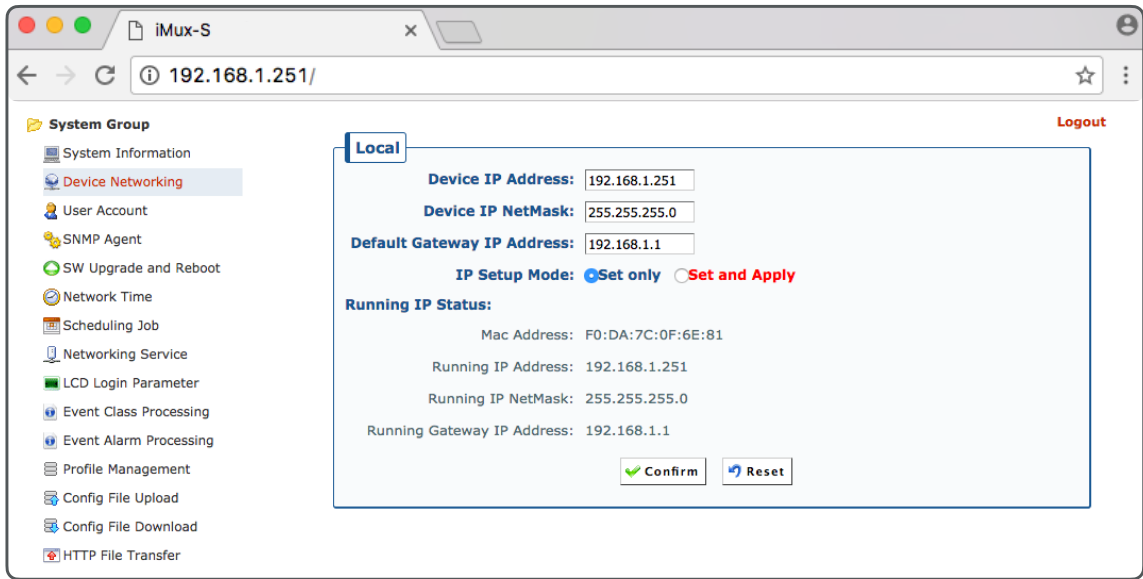 iMux-S
192.168.1.251/
System Group
System Information
Device Networking
User Account
SNMP Agent
SW Upgrade and Reboot
Network Time
Scheduling Job
Networking Service
LCD Login Parameter
Event Class Processing
Event Alarm Processing
Profile Management
Config File Upload
Config File Download
HTTP File Transfer
Logout
Local
Device IP Address: 192.168.1.251
Device IP NetMask: 255.255.255.0
Default Gateway IP Address: 192.168.1.1
IP Setup Mode: Set only Set and Apply
Running IP Status:
Mac Address: F0:DA:7C:0F:6E:81
Running IP Address: 192.168.1.251
Running IP NetMask: 255.255.255.0
Running Gateway IP Address: 192.168.1.1
Confirm Reset